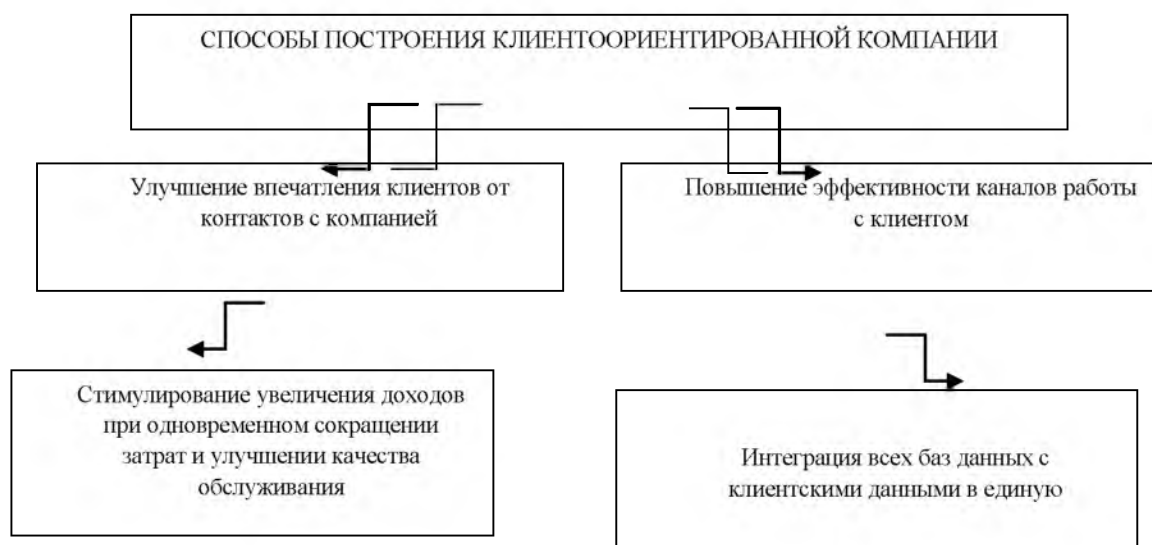 СПОСОБЫ ПОСТРОЕНИЯ КЛИЕНТООРИЕНТИРОВАННОЙ КОМПАНИИ
Улучшение впечатления клиентов от
контактов с компанией
Повышение эффективности каналов работы
с клиентом
Стимулирование увеличения доходов
при одновременном сокращении
затрат и улучшении качества
обслуживания
Интеграция всех баз данных с
клиентскими данными в единую